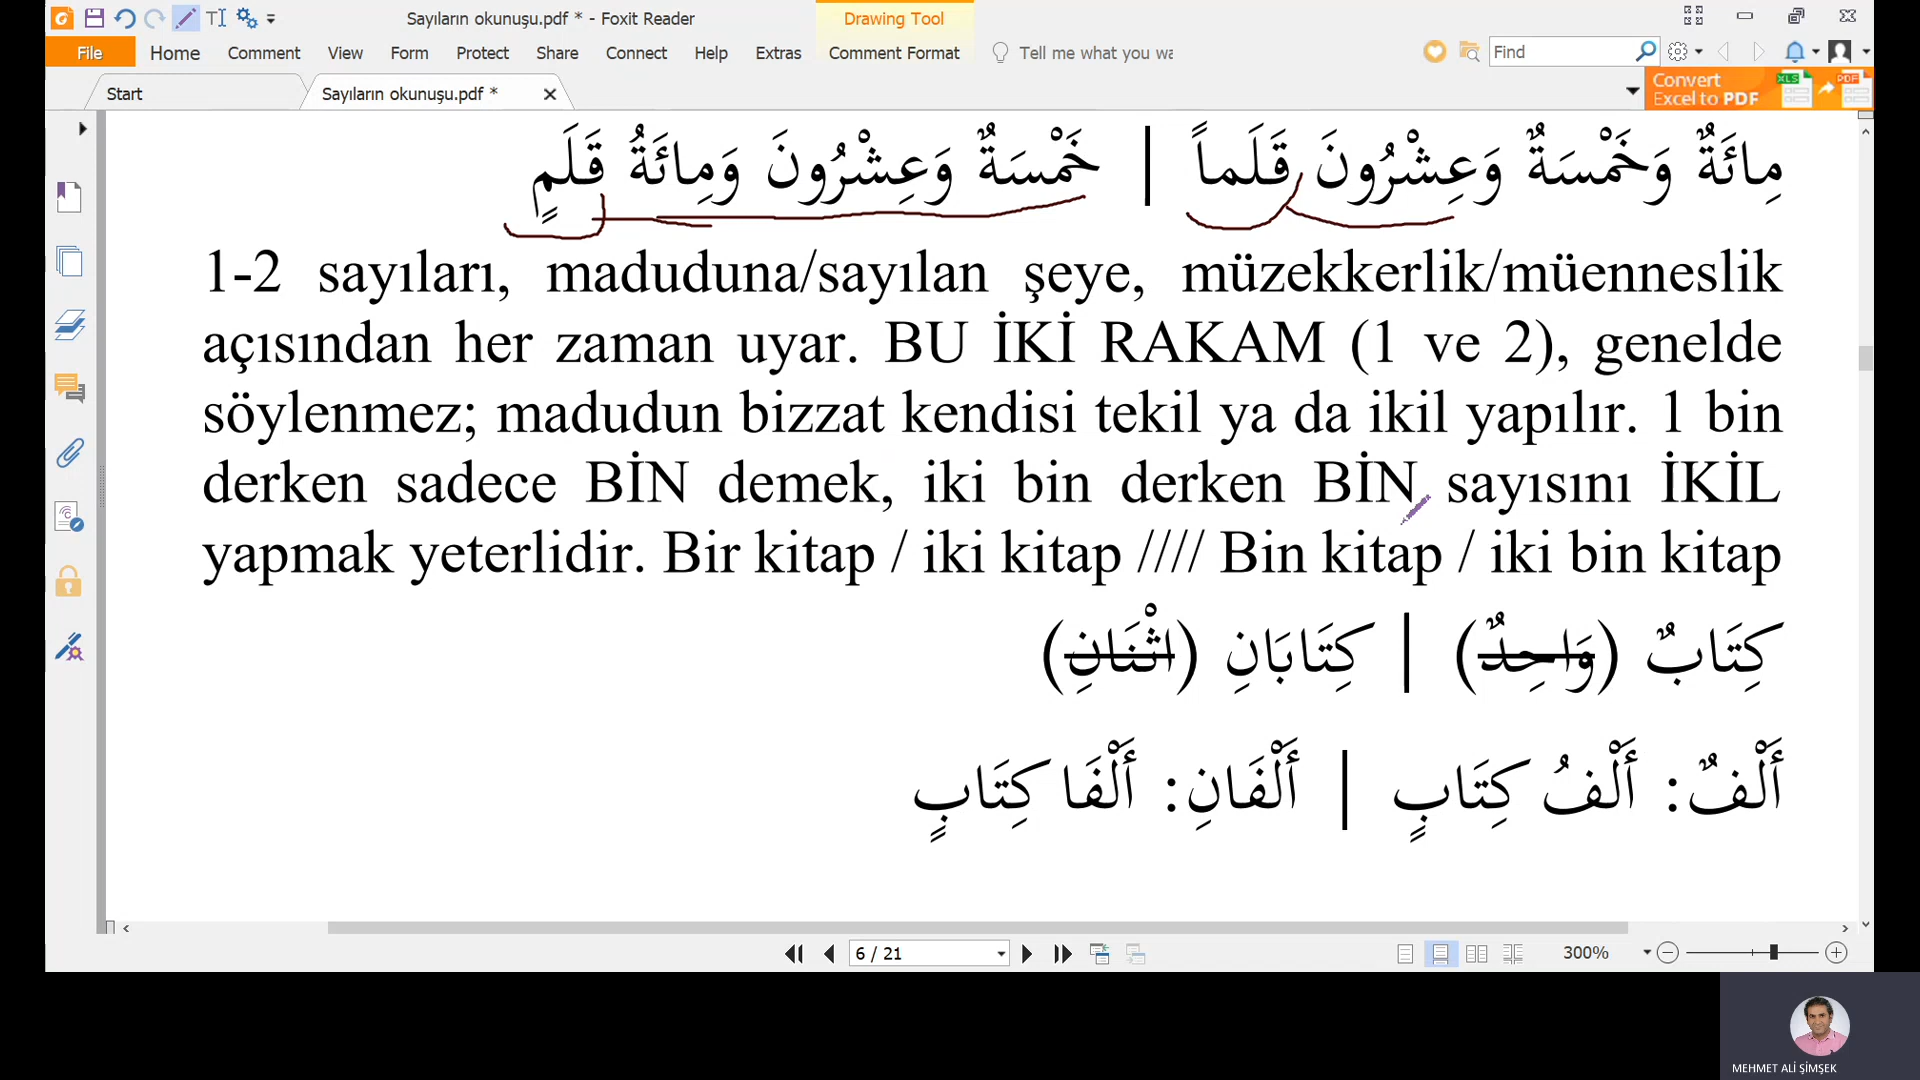 Sayıların okunuşu.pdf * - Foxit Reader
Drawing Tool
File Home Comment View Form Protect Share Connect Help Extras Comment Format Tell me what you wa Find
Start Sayıların okunuşu.pdf *
Convert
Excel to PDF
XLS PDF
مِائَةٌ وَخَمْسَةٌ وَعِشْرُونَ قَلَماً | خَمْسَةٌ وَعِشْرُونَ وَمِائَةُ قَلَمٍ
1-2 sayıları, maduduna/sayılan şeye, müzekkerlik/müenneslik
açısından her zaman uyar. BU İKİ RAKAM (1 ve 2), genelde
söylenmez; madudun bizzat kendisi tekil ya da ikil yapılır. 1 bin
derken sadece BİN demek, iki bin derken BİN sayısını İKİL
yapmak yeterlidir. Bir kitap / iki kitap //// Bin kitap / iki bin kitap
كِتَابٌ (وَاحِدٌ) | كِتَابَانِ (اثْنَانِ)
أَلْفٌ: أَلْفُ كِتَابٍ | أَلْفَانِ: أَلْفَا كِتَابٍ
6 / 21
300%
MEHMET ALİ ŞİMŞEK